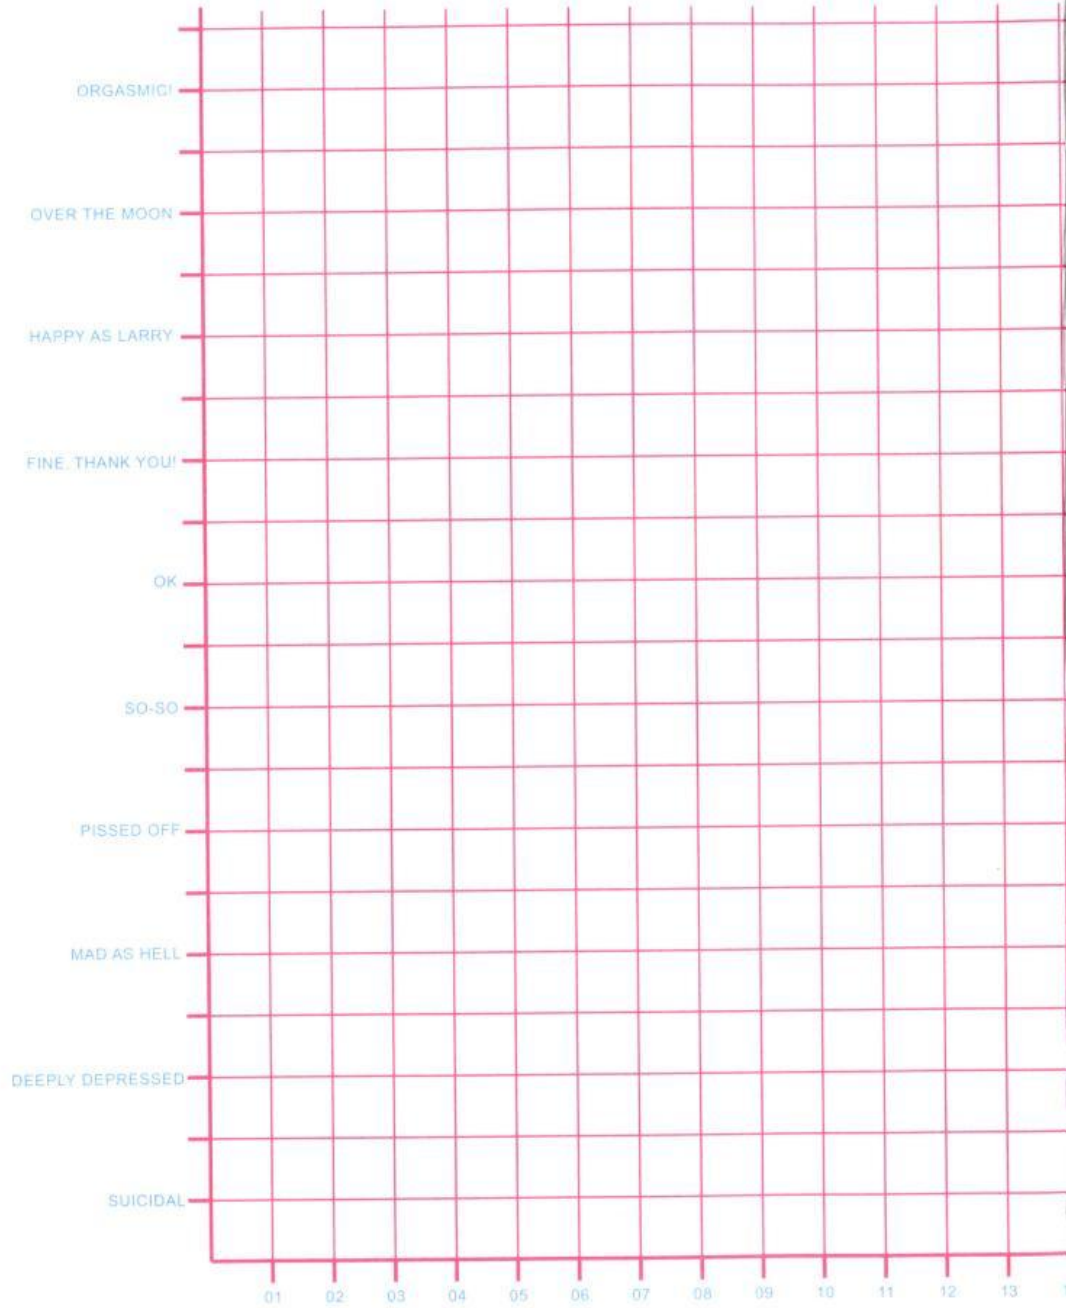 ORGASMIC!
OVER THE MOON
HAPPY AS LARRY
FINE, THANK YOU!
OK
SO-SO
PISSED OFF
MAD AS HELL
DEEPLY DEPRESSED
SUICIDAL
01 02 03 04 05 06 07 08 09 10 11 12 13